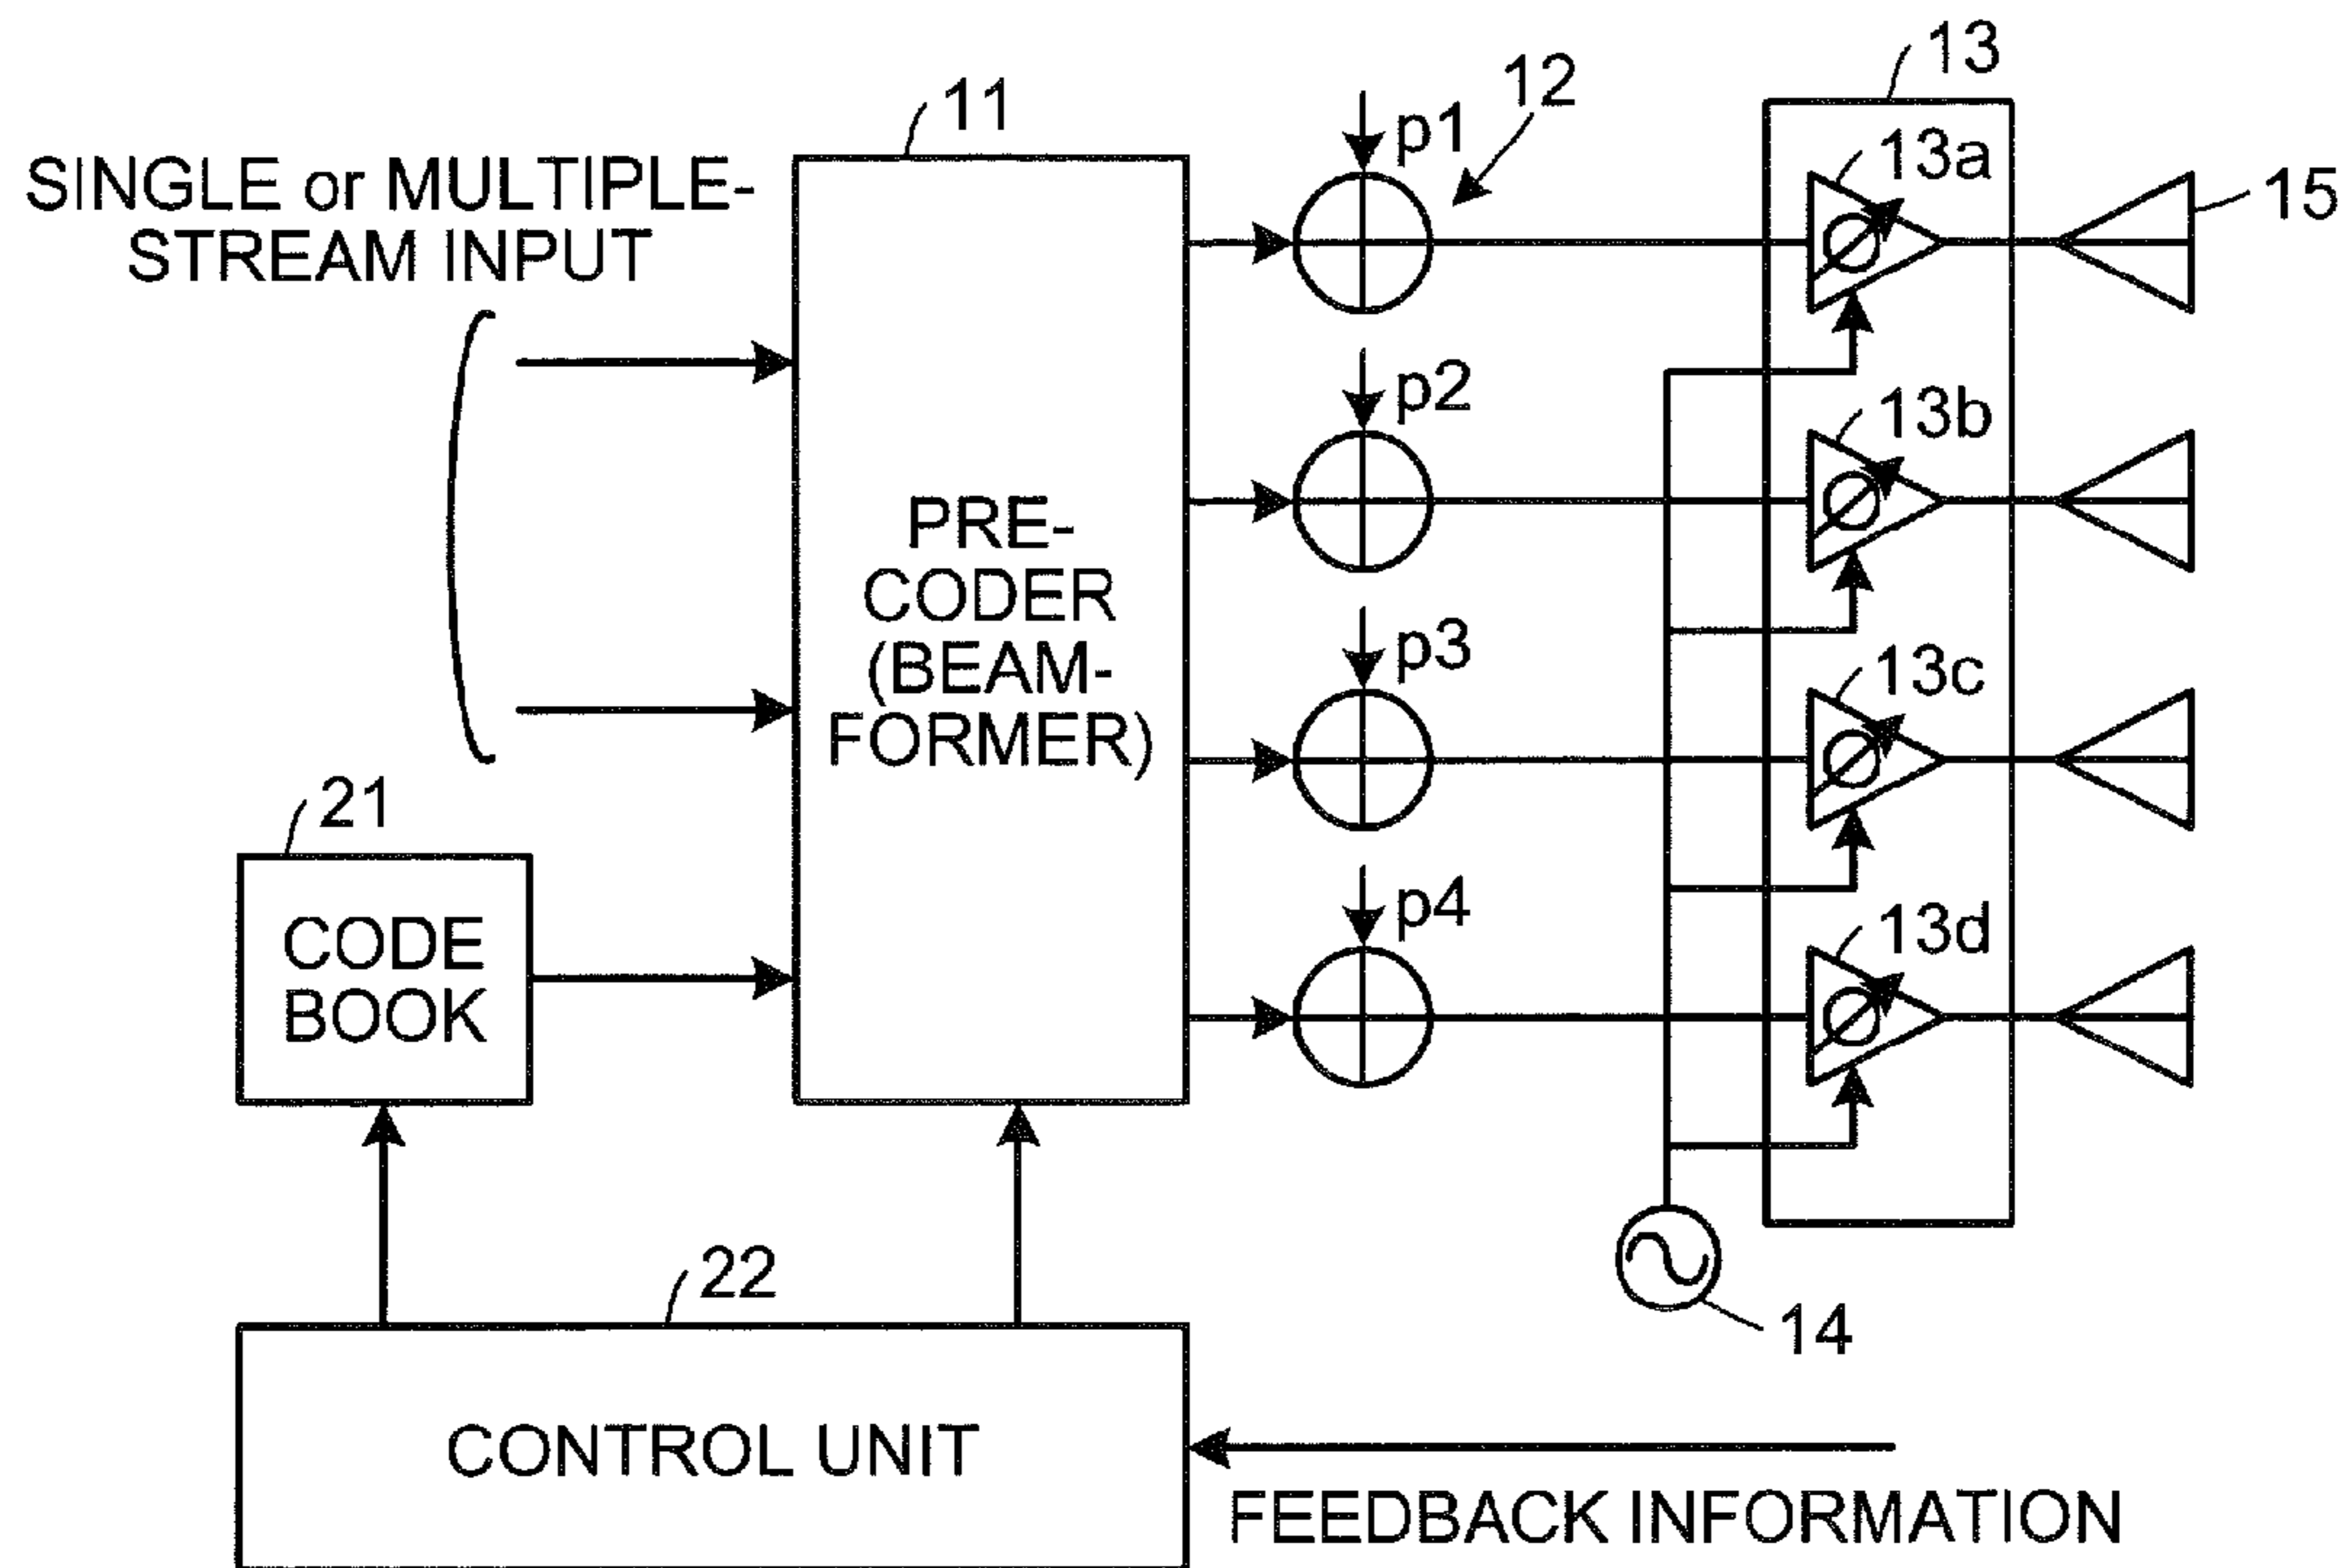 13
12
11
p1
13a
SINGLE or MULTIPLE-
STREAM INPUT
15
p2
13b
PRE-
CODER
(BEAM-
FORMER)
p3
13c
21
CODE
BOOK
p4
13d
22
14
CONTROL UNIT
FEEDBACK INFORMATION